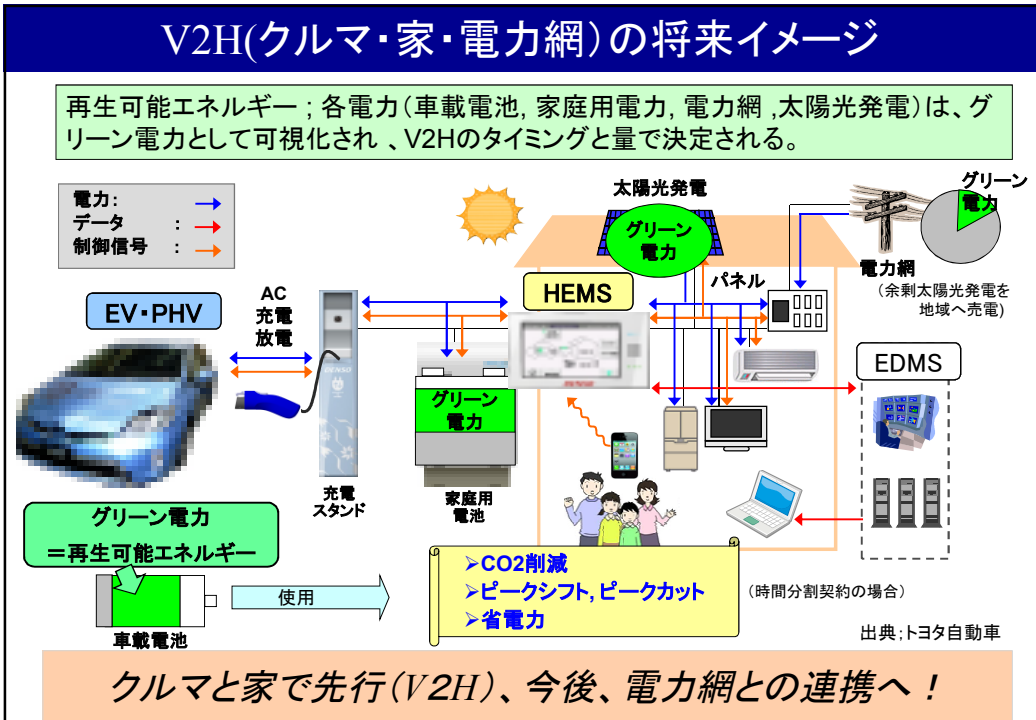 V2H(クルマ・家・電力網)の将来イメージ
再生可能エネルギー ; 各電力(車載電池, 家庭用電力, 電力網 ,太陽光発電)は、グ
リーン電力として可視化され 、V2Hのタイミングと量で決定される。
電力:
データ :
制御信号 :
太陽光発電
グリーン
電力
グリーン
電力
電力網
(余剰太陽光発電を
地域へ売電)
パネル
HEMS
EV・PHV
AC
充電
放電
DENSO
DENSO
EDMS
グリーン
電力
充電
スタンド
家庭用
電池
グリーン電力
=再生可能エネルギー
車載電池
使用
➢CO2削減
➢ピークシフト, ピークカット
➢省電力
(時間分割契約の場合)
出典;トヨタ自動車
クルマと家で先行(V2H)、今後、電力網との連携へ!